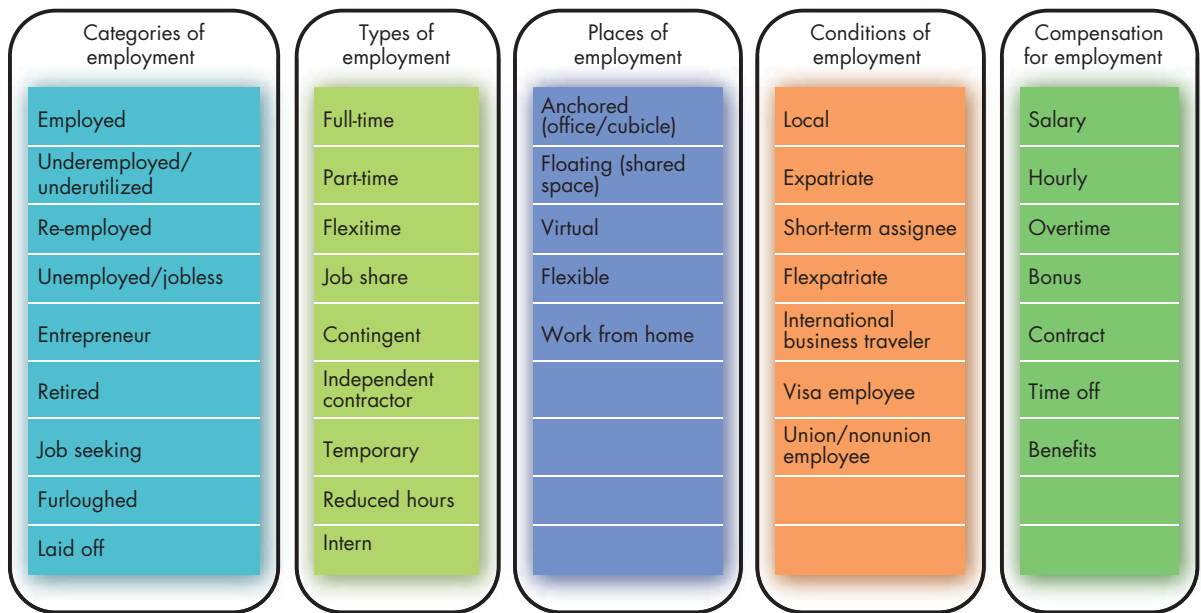 Categories of
employment
Employed
Underemployed/
underutilized
Re-employed
Unemployed/jobless
Entrepreneur
Retired
Job seeking
Furloughed
Laid off
Types of
employment
Full-time
Part-time
Flexitime
Job share
Contingent
Independent
contractor
Temporary
Reduced hours
Intern
Places of
employment
Anchored
(office/cubicle)
Floating (shared
space)
Virtual
Flexible
Work from home
Conditions of
employment
Local
Expatriate
Short-term assignee
Flexpatriate
International
business traveler
Visa employee
Union/nonunion
employee
Compensation
for employment
Salary
Hourly
Overtime
Bonus
Contract
Time off
Benefits